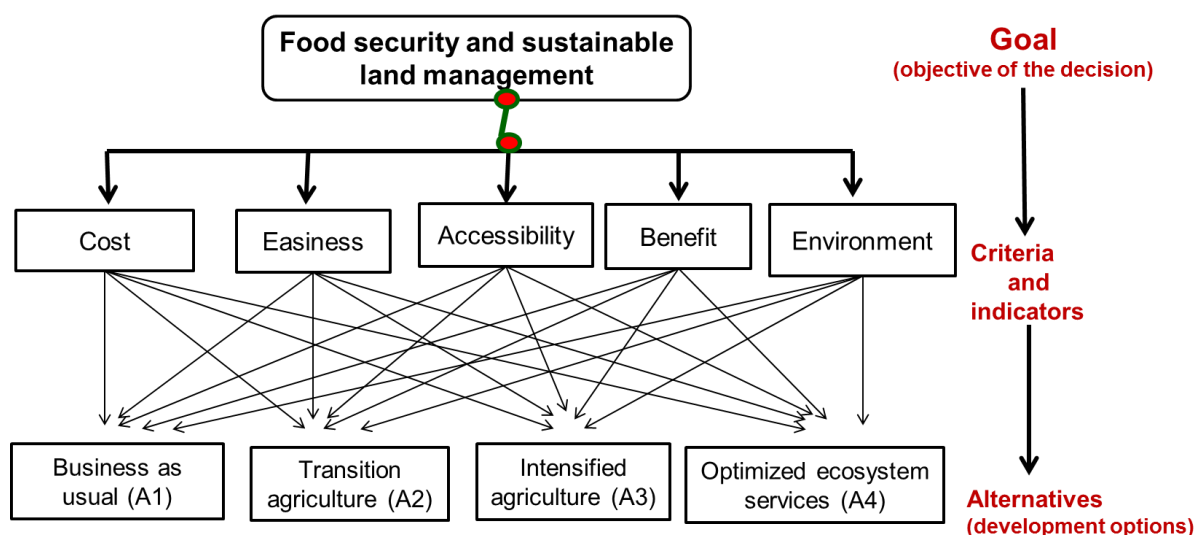 Food security and sustainable
land management
Goal
(objective of the decision)
Cost
Easiness
Accessibility
Benefit
Environment
Criteria
and
indicators
Business as
usual (A1)
Transition
agriculture (A2)
Intensified
agriculture (A3)
Optimized ecosystem
services (A4)
Alternatives
(development options)